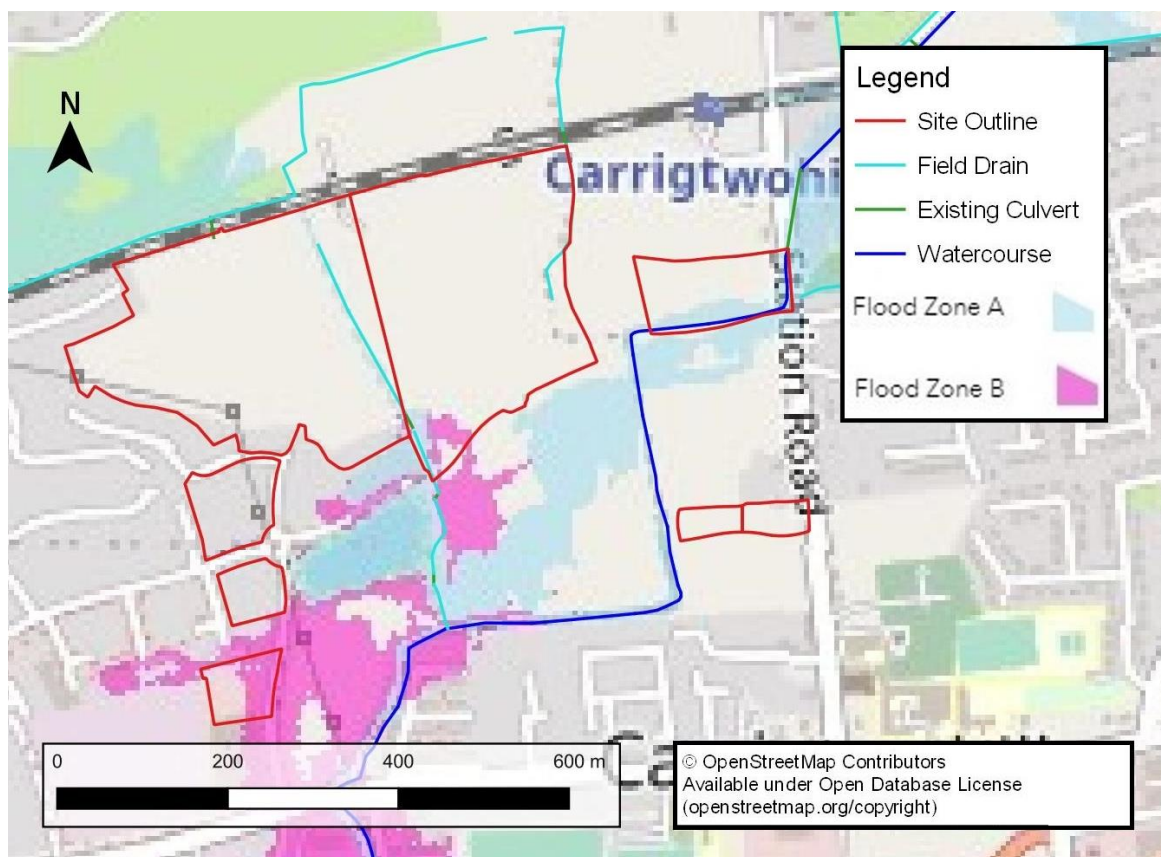 N
Carrigtwohi
Legend
Site Outline
Field Drain
Existing Culvert
Watercourse
Flood Zone A
Flood Zone B
Station Road
0 200 400 600 m
© OpenStreetMap Contributors
Available under Open Database License
(openstreetmap.org/copyright)